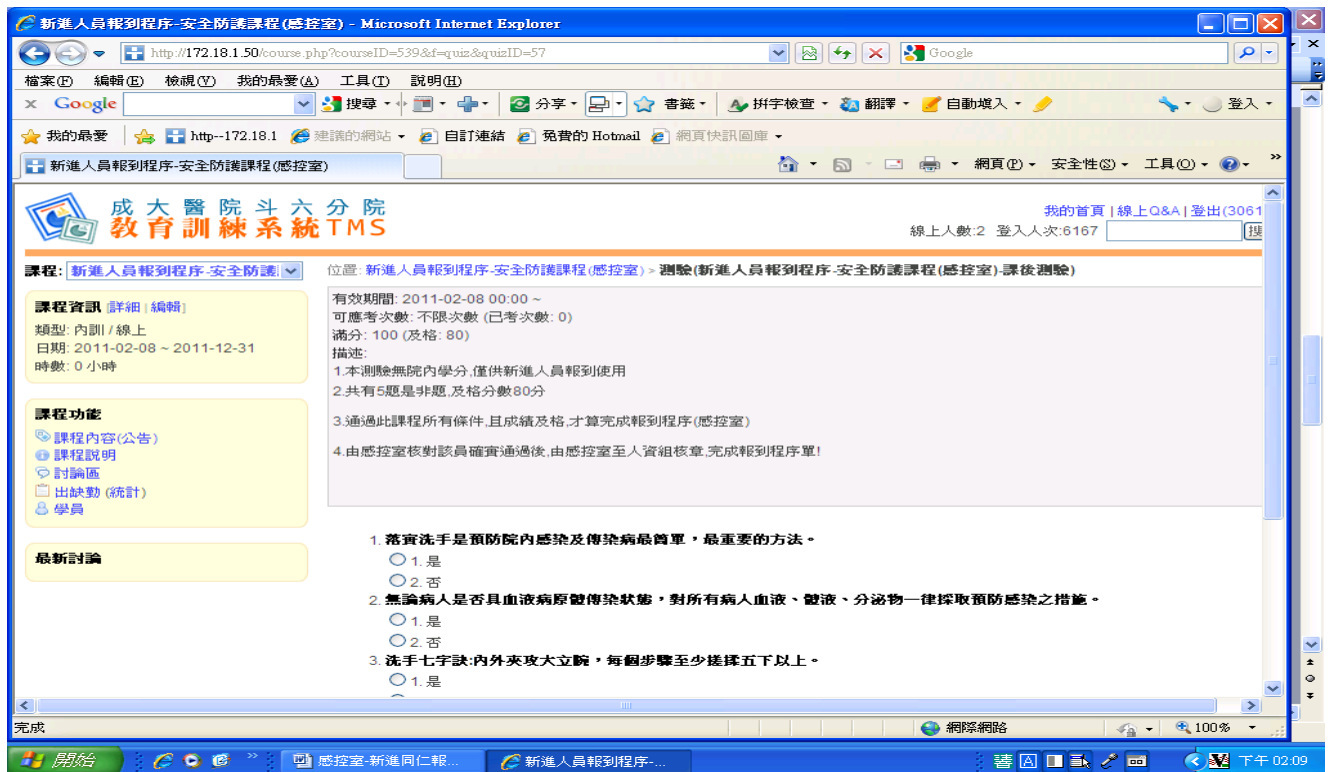 新進人員報到程序-安全防護課程(感控室) - Microsoft Internet Explorer
http://172.18.1.50/course.php?courseID=539&f=quiz&quizID=57
Google
檔案(F) 編輯(E) 檢視(V) 我的最愛(A) 工具(T) 說明(H)
x Google 搜尋 分享 書籤 拼字檢查 翻譯 自動填入 登入
我的最愛 http--172.18.1 建議的網站 自訂連結 免費的 Hotmail 網頁快訊圖庫
新進人員報到程序-安全防護課程(感控室) 網頁(P) 安全性(S) 工具(O)
成大醫院斗六分院
教育訓練系統TMS
我的首頁 | 線上Q&A | 登出(3061
線上人數:2 登入人次:6167 搜
課程: 新進人員報到程序-安全防護
位置: 新進人員報到程序-安全防護課程(感控室) > 測驗(新進人員報到程序-安全防護課程(感控室)-課後測驗)
課程資訊 [詳細 | 編輯]
類型: 內訓 / 線上
日期: 2011-02-08 ~ 2011-12-31
時數: 0 小時
課程功能
課程內容(公告)
課程說明
討論區
出缺勤 (統計)
學員
最新討論
有效期間: 2011-02-08 00:00 ~
可應考次數: 不限次數 (已考次數: 0)
滿分: 100 (及格: 80)
描述:
1.本測驗無院內學分,僅供新進人員報到使用
2.共有5題是非題,及格分數80分
3.通過此課程所有條件,且成績及格,才算完成報到程序(感控室)
4.由感控室核對該員確實通過後,由感控室至人資組核章,完成報到程序單!
1. 落實洗手是預防院內感染及傳染病最簡單，最重要的方法。
1. 是
2. 否
2. 無論病人是否具血液病原體傳染狀態，對所有病人血液、體液、分泌物一律採取預防感染之措施。
1. 是
2. 否
3. 洗手七字訣:內外夾攻大立腕，每個步驟至少搓揉五下以上。
1. 是
完成 網際網路 100%
開始 感控室-新進同仁報... 新進人員報到程序-... 下午 02:09